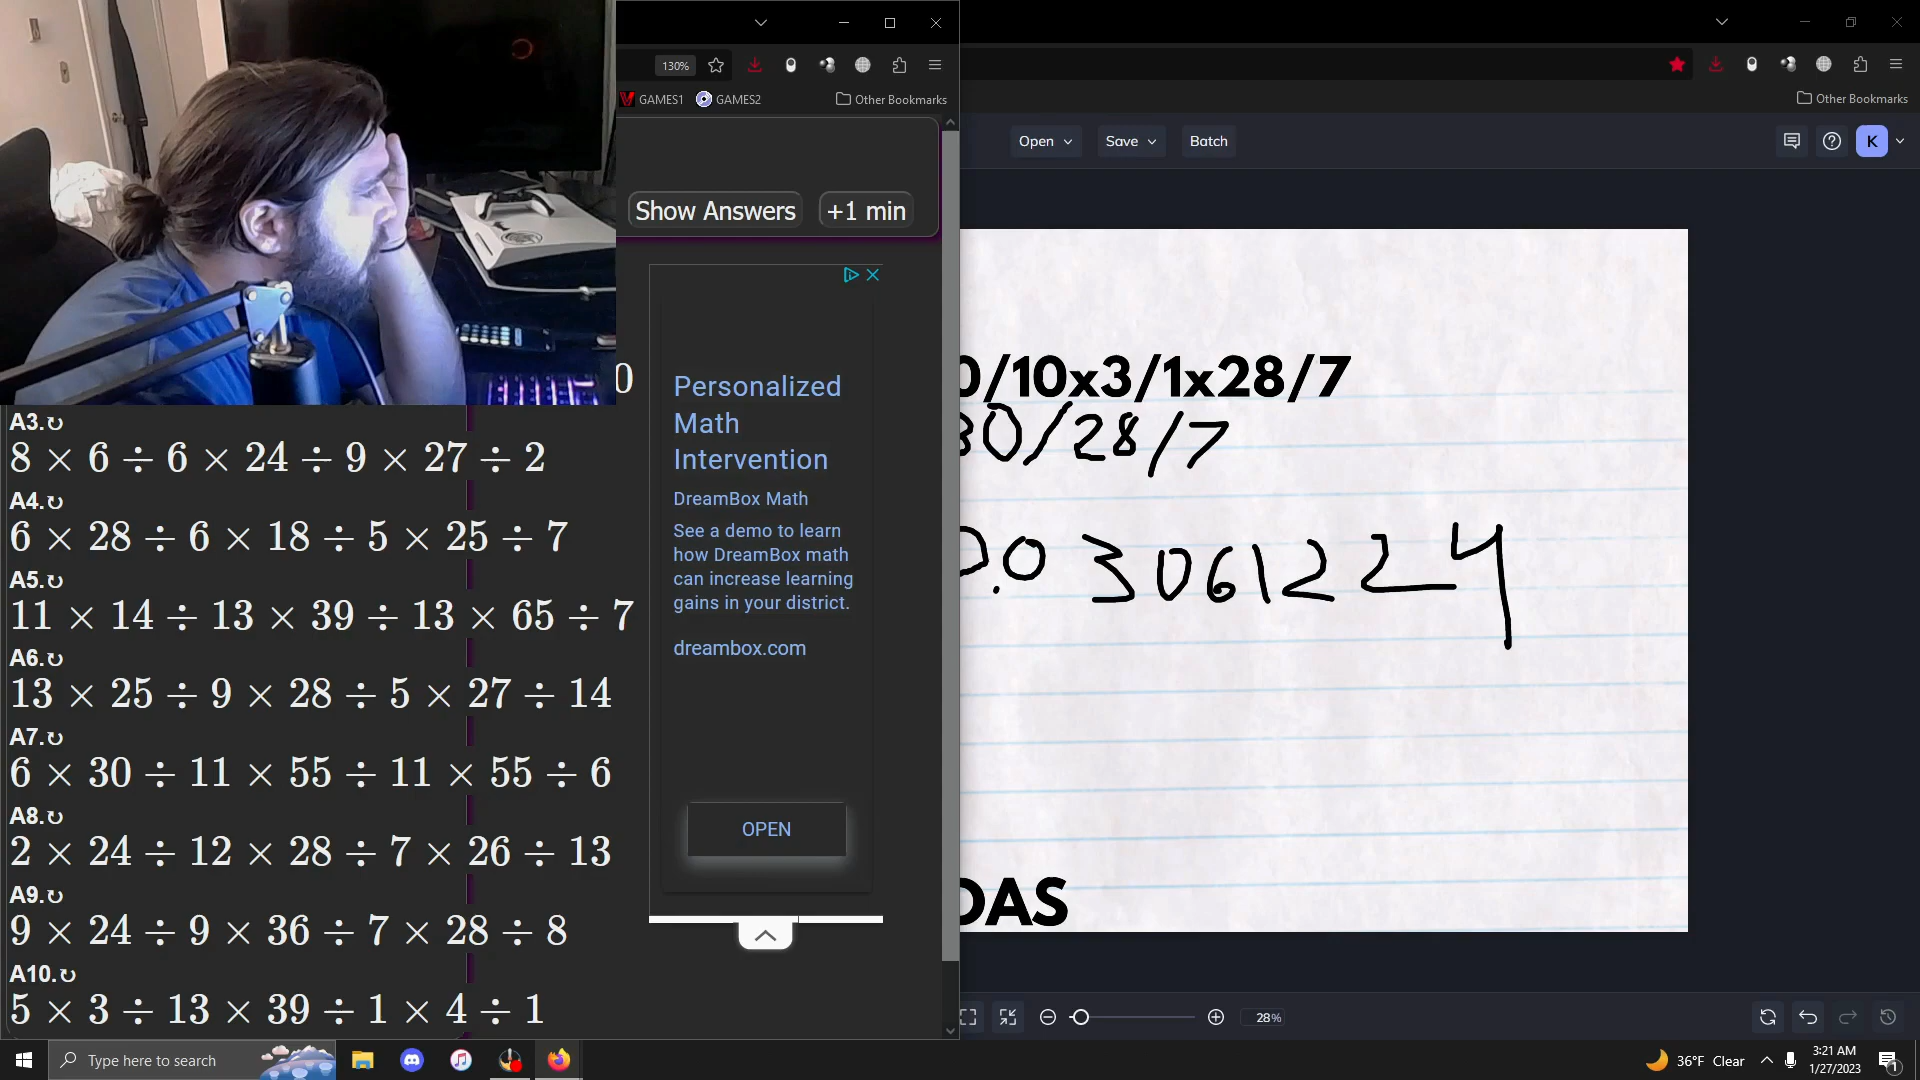 130%
GAMES1 GAMES2 Other Bookmarks
Other Bookmarks
Open Save Batch K
Show Answers +1 min
0
A3.↻
8 × 6 ÷ 6 × 24 ÷ 9 × 27 ÷ 2
A4.↻
6 × 28 ÷ 6 × 18 ÷ 5 × 25 ÷ 7
A5.↻
11 × 14 ÷ 13 × 39 ÷ 13 × 65 ÷ 7
A6.↻
13 × 25 ÷ 9 × 28 ÷ 5 × 27 ÷ 14
A7.↻
6 × 30 ÷ 11 × 55 ÷ 11 × 55 ÷ 6
A8.↻
2 × 24 ÷ 12 × 28 ÷ 7 × 26 ÷ 13
A9.↻
9 × 24 ÷ 9 × 36 ÷ 7 × 28 ÷ 8
A10.↻
5 × 3 ÷ 13 × 39 ÷ 1 × 4 ÷ 1
Personalized
Math
Intervention
DreamBox Math
See a demo to learn
how DreamBox math
can increase learning
gains in your district.
dreambox.com
OPEN
0/10x3/1x28/7
80/28/7
0.03061224
DAS
28%
Type here to search
36°F Clear
3:21 AM
1/27/2023
1